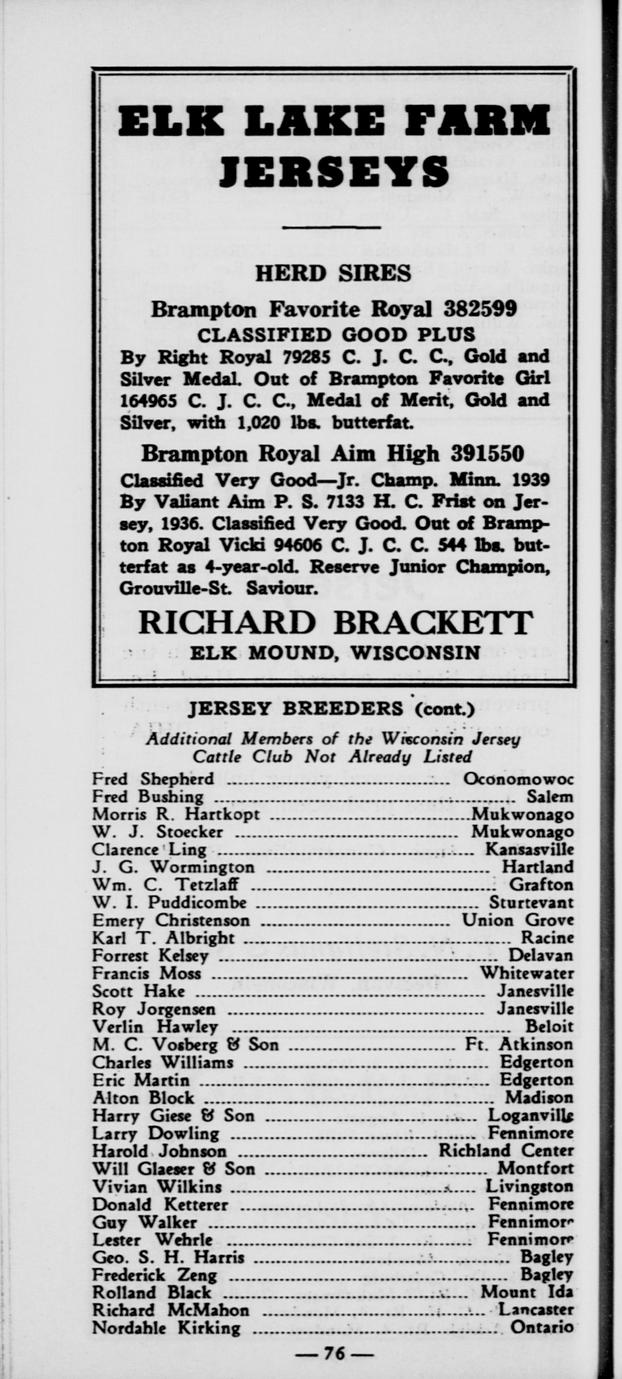 ELK LAKE FARM
JERSEYS
HERD SIRES
Brampton Favorite Royal 382599
CLASSIFIED GOOD PLUS
By Right Royal 79285 C. J. C. C., Gold and
Silver Medal. Out of Brampton Favorite Girl
164965 C. J. C. C., Medal of Merit, Gold and
Silver, with 1,020 lbs. butterfat.
Brampton Royal Aim High 391550
Classified Very Good—Jr. Champ. Minn. 1939
By Valiant Aim P. S. 7133 H. C. Frist on Jer-
sey, 1936. Classified Very Good. Out of Bramp-
ton Royal Vicki 94606 C. J. C. C. 544 lbs. but-
terfat as 4-year-old. Reserve Junior Champion,
Grouville-St. Saviour.
RICHARD BRACKETT
ELK MOUND, WISCONSIN
JERSEY BREEDERS (cont.)
Additional Members of the Wisconsin Jersey
Cattle Club Not Already Listed
Fred Shepherd Oconomowoc
Fred Bushing Salem
Morris R. Hartkopt Mukwonago
W. J. Stoecker Mukwonago
Clarence Ling Kansasville
J. G. Wormington Hartland
Wm. C. Tetzlaff Grafton
W. I. Puddicombe Sturtevant
Emery Christenson Union Grove
Karl T. Albright Racine
Forrest Kelsey Delavan
Francis Moss Whitewater
Scott Hake Janesville
Roy Jorgensen Janesville
Verlin Hawley Beloit
M. C. Vosberg & Son Ft. Atkinson
Charles Williams Edgerton
Eric Martin Edgerton
Alton Block Madison
Harry Giese & Son Loganville
Larry Dowling Fennimore
Harold Johnson Richland Center
Will Glaeser & Son Montfort
Vivian Wilkins Livingston
Donald Ketterer Fennimore
Guy Walker Fennimore
Lester Wehrle Fennimore
Geo. S. H. Harris Bagley
Frederick Zeng Bagley
Rolland Black Mount Ida
Richard McMahon Lancaster
Nordahle Kirking Ontario
— 76 —